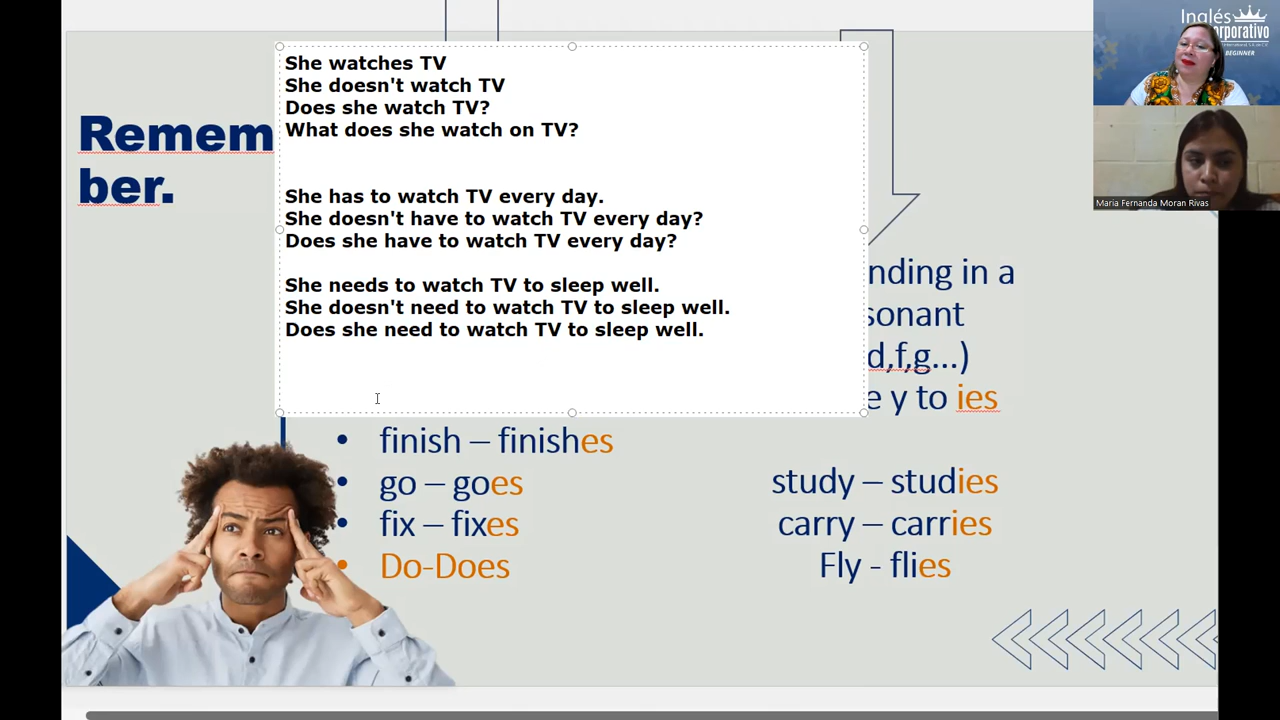 She watches TV
She doesn't watch TV
Does she watch TV?
What does she watch on TV?
She has to watch TV every day.
She doesn't have to watch TV every day?
Does she have to watch TV every day?
She needs to watch TV to sleep well.
She doesn't need to watch TV to sleep well.
Does she need to watch TV to sleep well.
Remem
ber.
nding in a
sonant
d,f,g...)
e y to ies
• finish – finishes
• go – goes
• fix – fixes
• Do-Does
study – studies
carry – carries
Fly - flies
Inglés
orporativo
BEGINNER
Maria Fernanda Moran Rivas